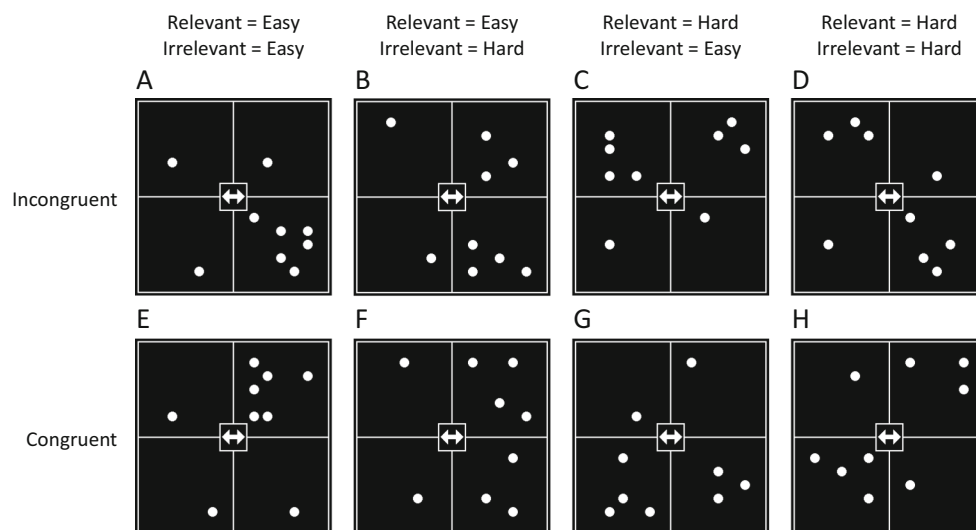 Relevant = Easy
Irrelevant = Easy
Relevant = Easy
Irrelevant = Hard
Relevant = Hard
Irrelevant = Easy
Relevant = Hard
Irrelevant = Hard
A
B
C
D
Incongruent
E
F
G
H
Congruent